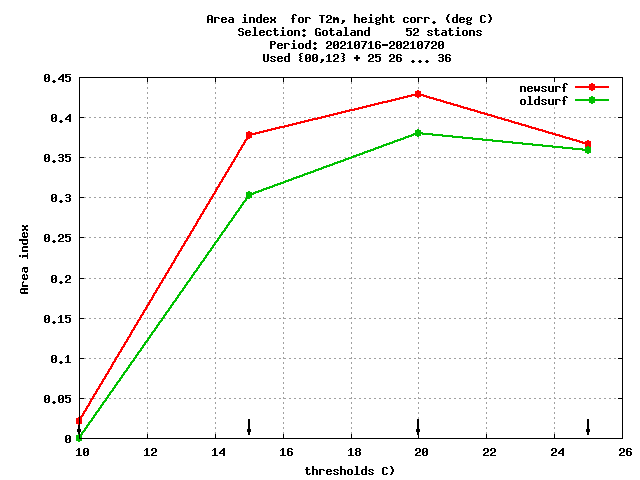 Area index  for T2m, height corr. (deg C)
Selection: Gotaland     52 stations
Period: 20210716-20210720
Used {00,12} + 25 26 ... 36
newsurf
oldsurf
0.45
0.4
0.35
0.3
0.25
0.2
0.15
0.1
0.05
0
Area index
10 12 14 16 18 20 22 24 26
thresholds C)